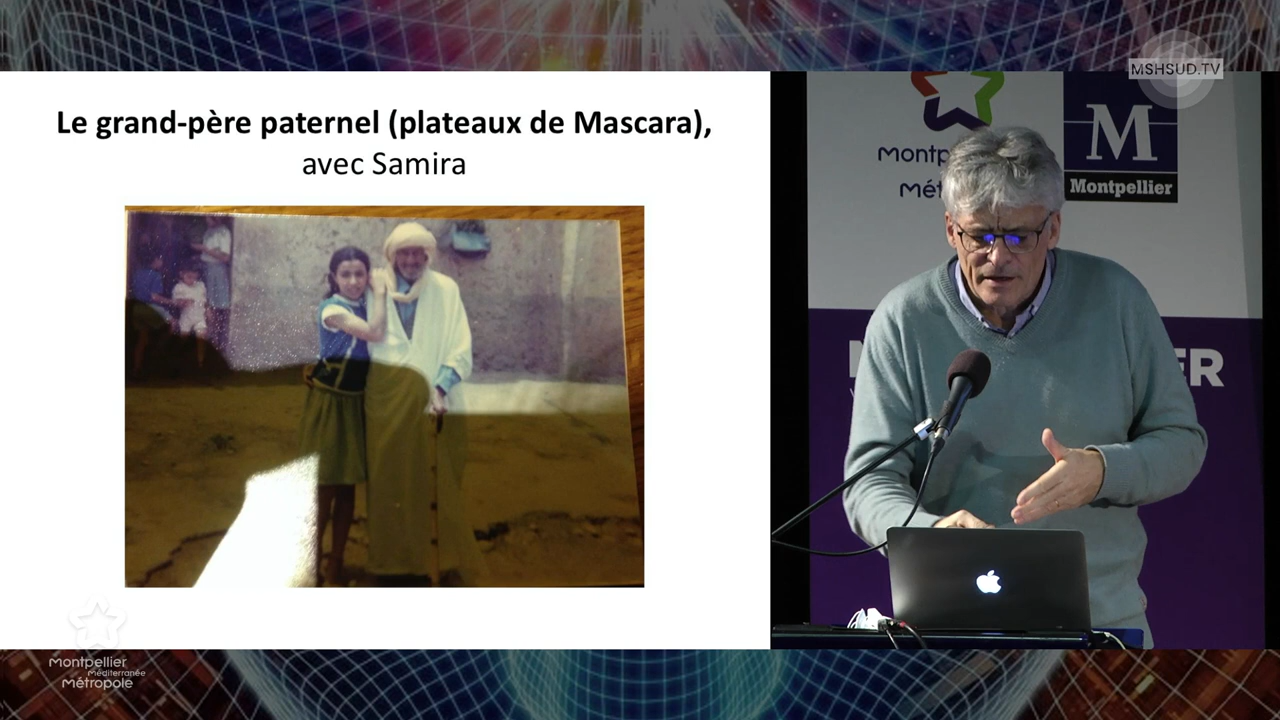 Le grand-père paternel (plateaux de Mascara),
avec Samira
MSHSUD.TV
M
Montpellier
Montpellier
méditerranée
Métropole